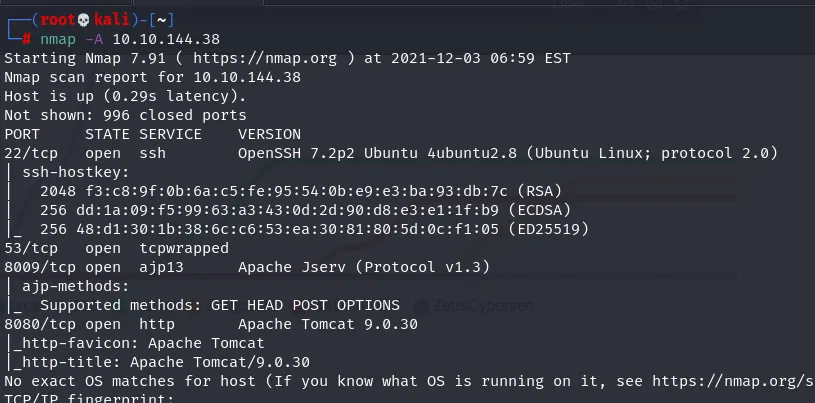 ┌──(root💀kali)-[~]
└─# nmap -A 10.10.144.38
Starting Nmap 7.91 ( https://nmap.org ) at 2021-12-03 06:59 EST
Nmap scan report for 10.10.144.38
Host is up (0.29s latency).
Not shown: 996 closed ports
PORT     STATE SERVICE    VERSION
22/tcp   open  ssh        OpenSSH 7.2p2 Ubuntu 4ubuntu2.8 (Ubuntu Linux; protocol 2.0)
| ssh-hostkey:
|   2048 f3:c8:9f:0b:6a:c5:fe:95:54:0b:e9:e3:ba:93:db:7c (RSA)
|   256 dd:1a:09:f5:99:63:a3:43:0d:2d:90:d8:e3:e1:1f:b9 (ECDSA)
|_  256 48:d1:30:1b:38:6c:c6:53:ea:30:81:80:5d:0c:f1:05 (ED25519)
53/tcp   open  tcpwrapped
8009/tcp open  ajp13      Apache Jserv (Protocol v1.3)
| ajp-methods:
|_  Supported methods: GET HEAD POST OPTIONS
ZeusCybersec
8080/tcp open  http       Apache Tomcat 9.0.30
|_http-favicon: Apache Tomcat
|_http-title: Apache Tomcat/9.0.30
No exact OS matches for host (If you know what OS is running on it, see https://nmap.org/s
TCP/IP fingerprint: